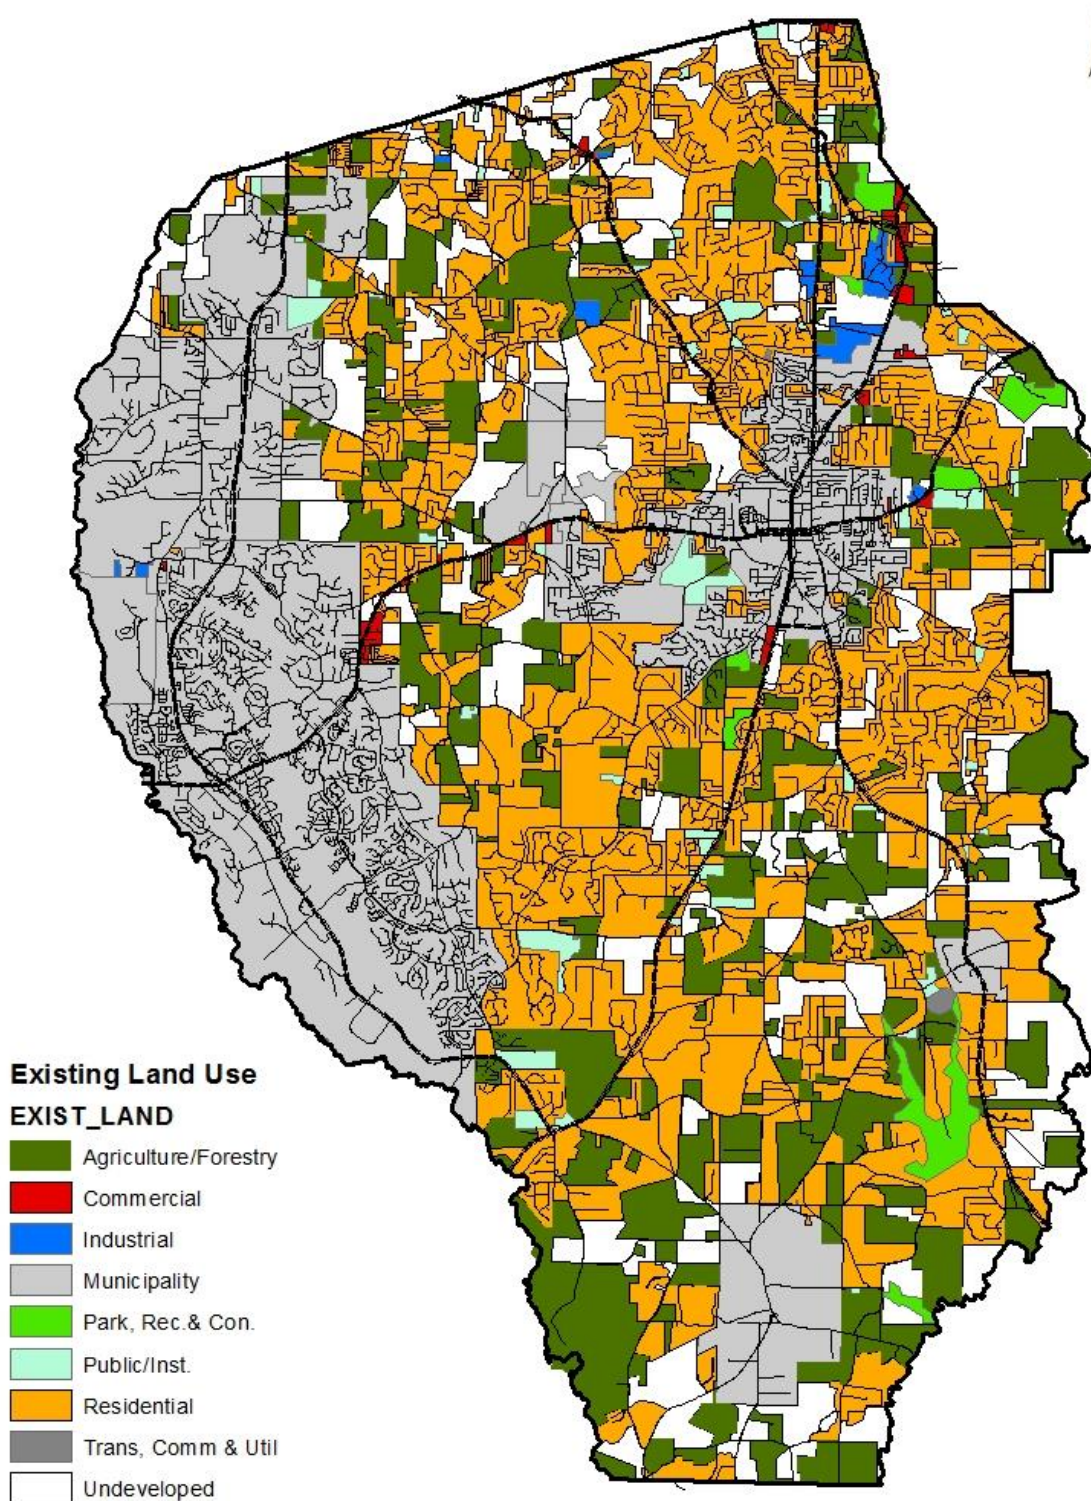 Existing Land Use
EXIST_LAND
Agriculture/Forestry
Commercial
Industrial
Municipality
Park, Rec.& Con.
Public/Inst.
Residential
Trans, Comm & Util
Undeveloped